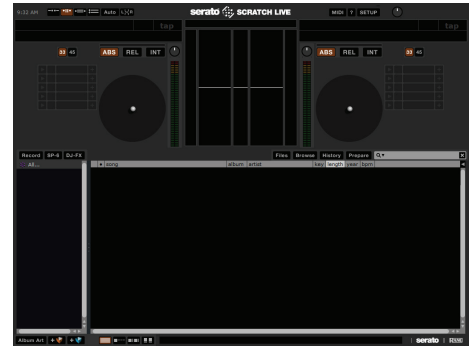 9:32 AM Auto serato SCRATCH LIVE MIDI ? SETUP
tap tap
33 45 ABS REL INT ABS REL INT 33 45
Record SP-6 DJ-FX Files Browse History Prepare
All... song album artist key length year bpm
Album Art serato RANE